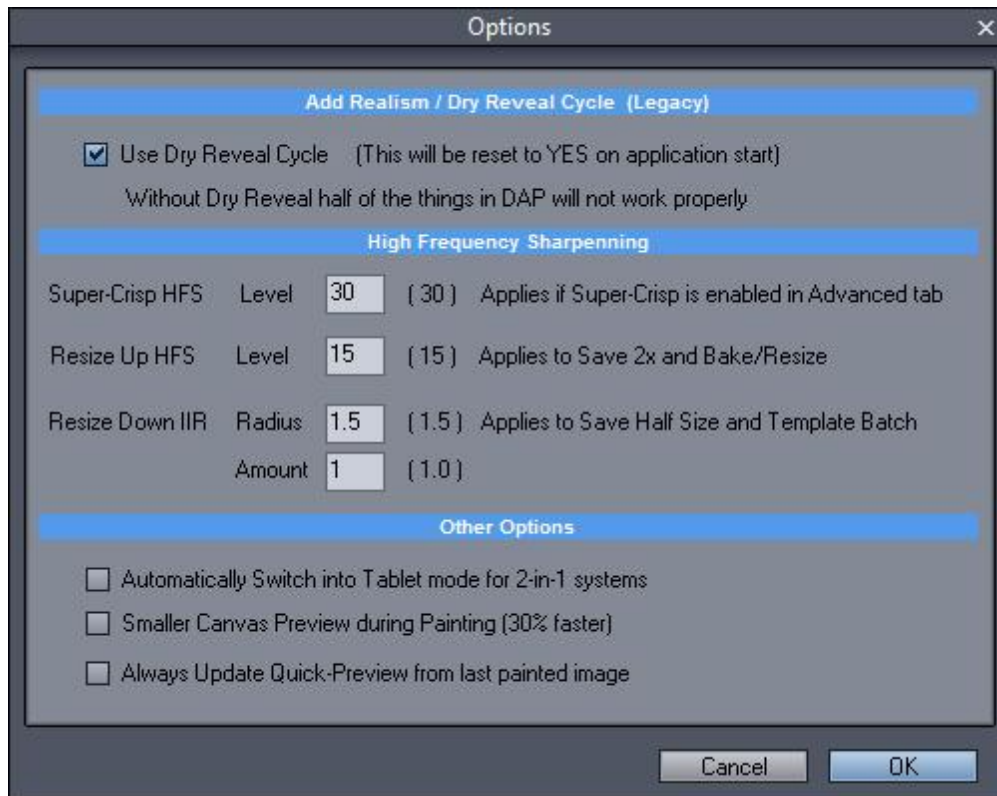 Options
Add Realism / Dry Reveal Cycle (Legacy)
Use Dry Reveal Cycle (This will be reset to YES on application start)
Without Dry Reveal half of the things in DAP will not work properly
High Frequency Sharpenning
Super-Crisp HFS Level 30 ( 30 ) Applies if Super-Crisp is enabled in Advanced tab
Resize Up HFS Level 15 ( 15 ) Applies to Save 2x and Bake/Resize
Resize Down IIR Radius 1.5 ( 1.5 ) Applies to Save Half Size and Template Batch
Amount 1 ( 1.0 )
Other Options
Automatically Switch into Tablet mode for 2-in-1 systems
Smaller Canvas Preview during Painting (30% faster)
Always Update Quick-Preview from last painted image
Cancel OK